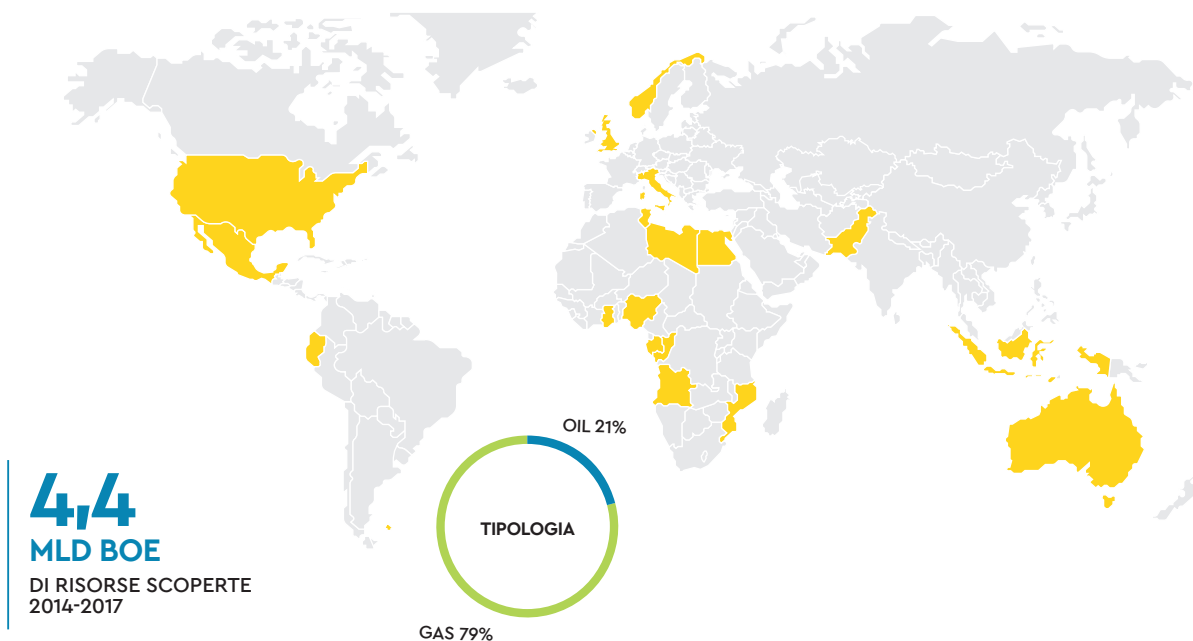 OIL 21%
TIPOLOGIA
GAS 79%
4,4
MLD BOE
DI RISORSE SCOPERTE
2014-2017